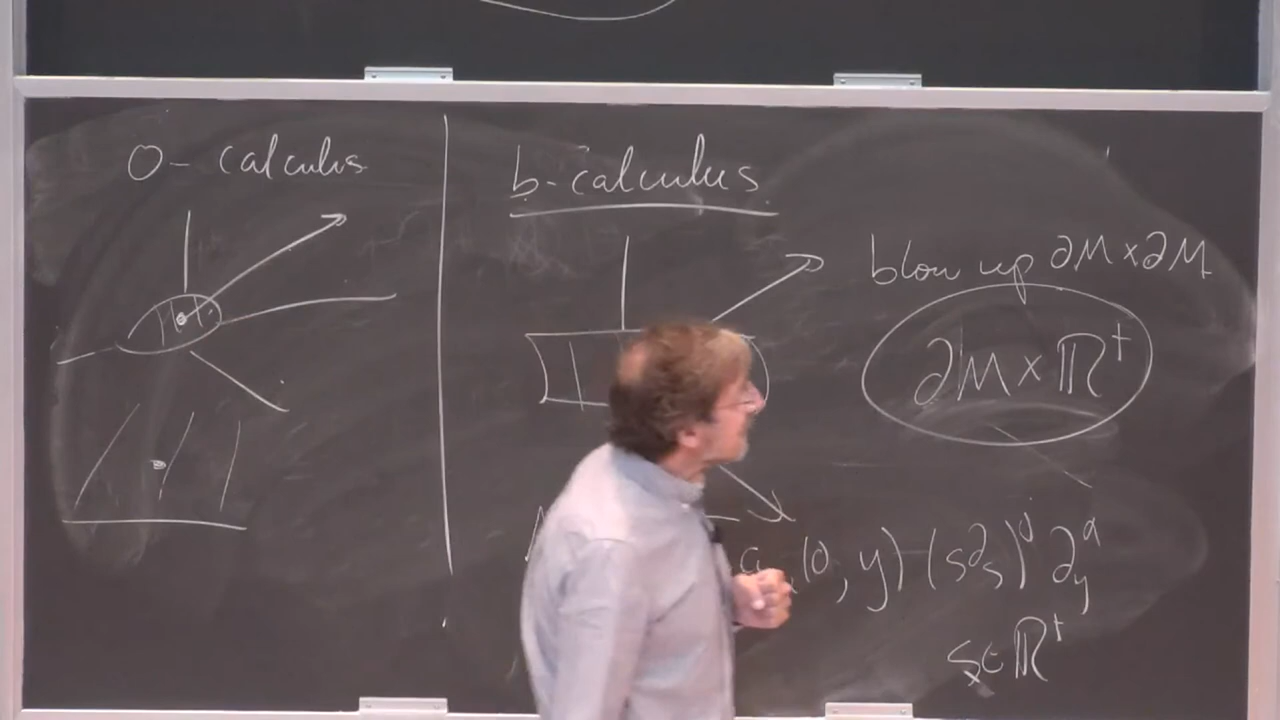 0-calculus
b-calculus
blow up ∂M×∂M
∂M×ℝ⁺
(0,y)(s∂ₛ)ʲ∂ᵧᵅ
s∈ℝ⁺